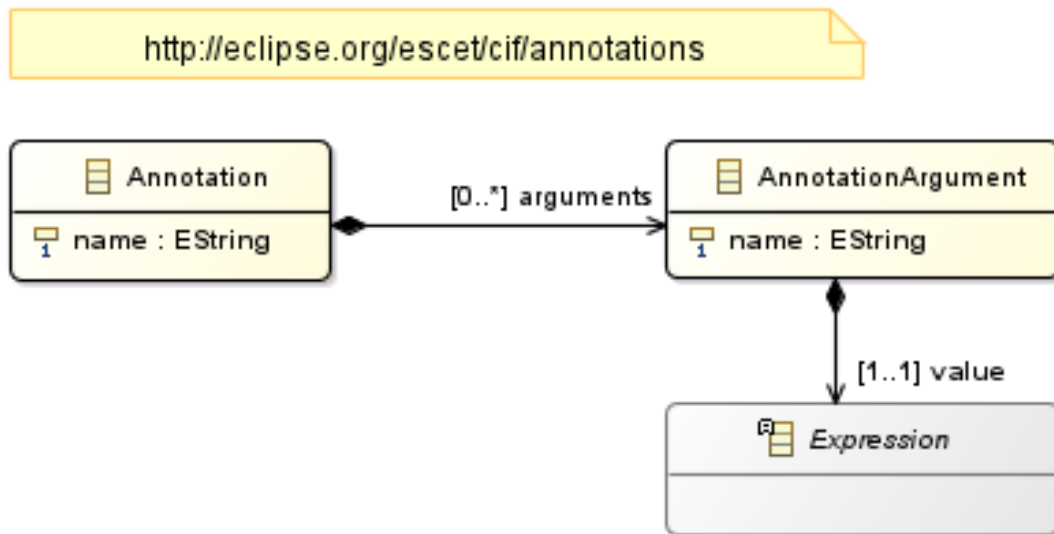 http://eclipse.org/escet/cif/annotations
Annotation
name : EString
[0..*] arguments
AnnotationArgument
name : EString
[1..1] value
Expression